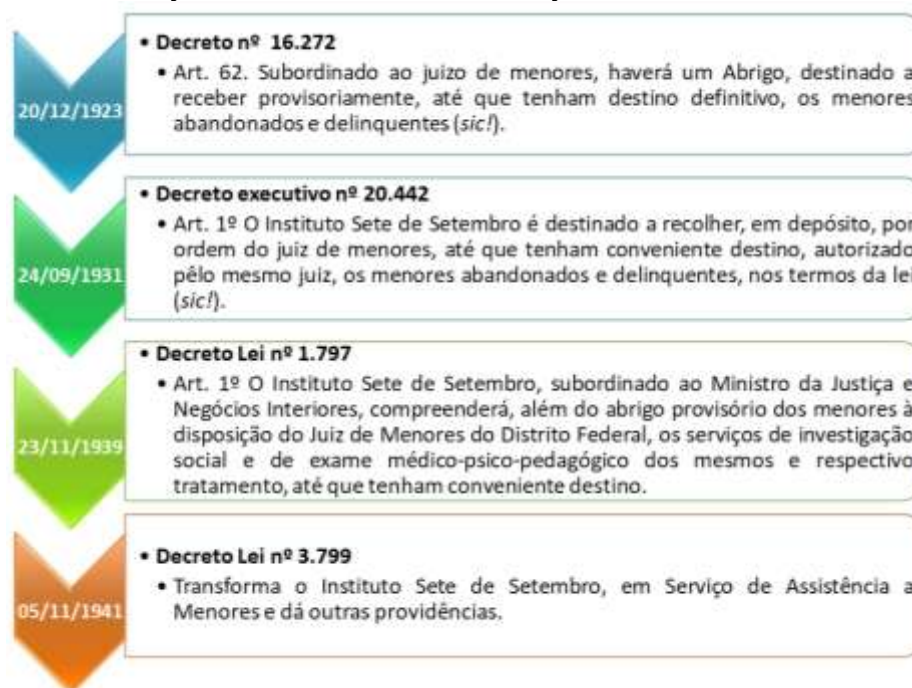 20/12/1923
• Decreto nº 16.272
• Art. 62. Subordinado ao juizo de menores, haverá um Abrigo, destinado a
receber provisoriamente, até que tenham destino definitivo, os menores
abandonados e delinquentes (sic!).
24/09/1931
• Decreto executivo nº 20.442
• Art. 1º O Instituto Sete de Setembro é destinado a recolher, em depósito, por
ordem do juiz de menores, até que tenham conveniente destino, autorizado
pêlo mesmo juiz, os menores abandonados e delinquentes, nos termos da lei
(sic!).
23/11/1939
• Decreto Lei nº 1.797
• Art. 1º O Instituto Sete de Setembro, subordinado ao Ministro da Justiça e
Negócios Interiores, compreenderá, além do abrigo provisório dos menores à
disposição do Juiz de Menores do Distrito Federal, os serviços de investigação
social e de exame médico-psico-pedagógico dos mesmos e respectivo
tratamento, até que tenham conveniente destino.
05/11/1941
• Decreto Lei nº 3.799
• Transforma o Instituto Sete de Setembro, em Serviço de Assistência a
Menores e dá outras providências.